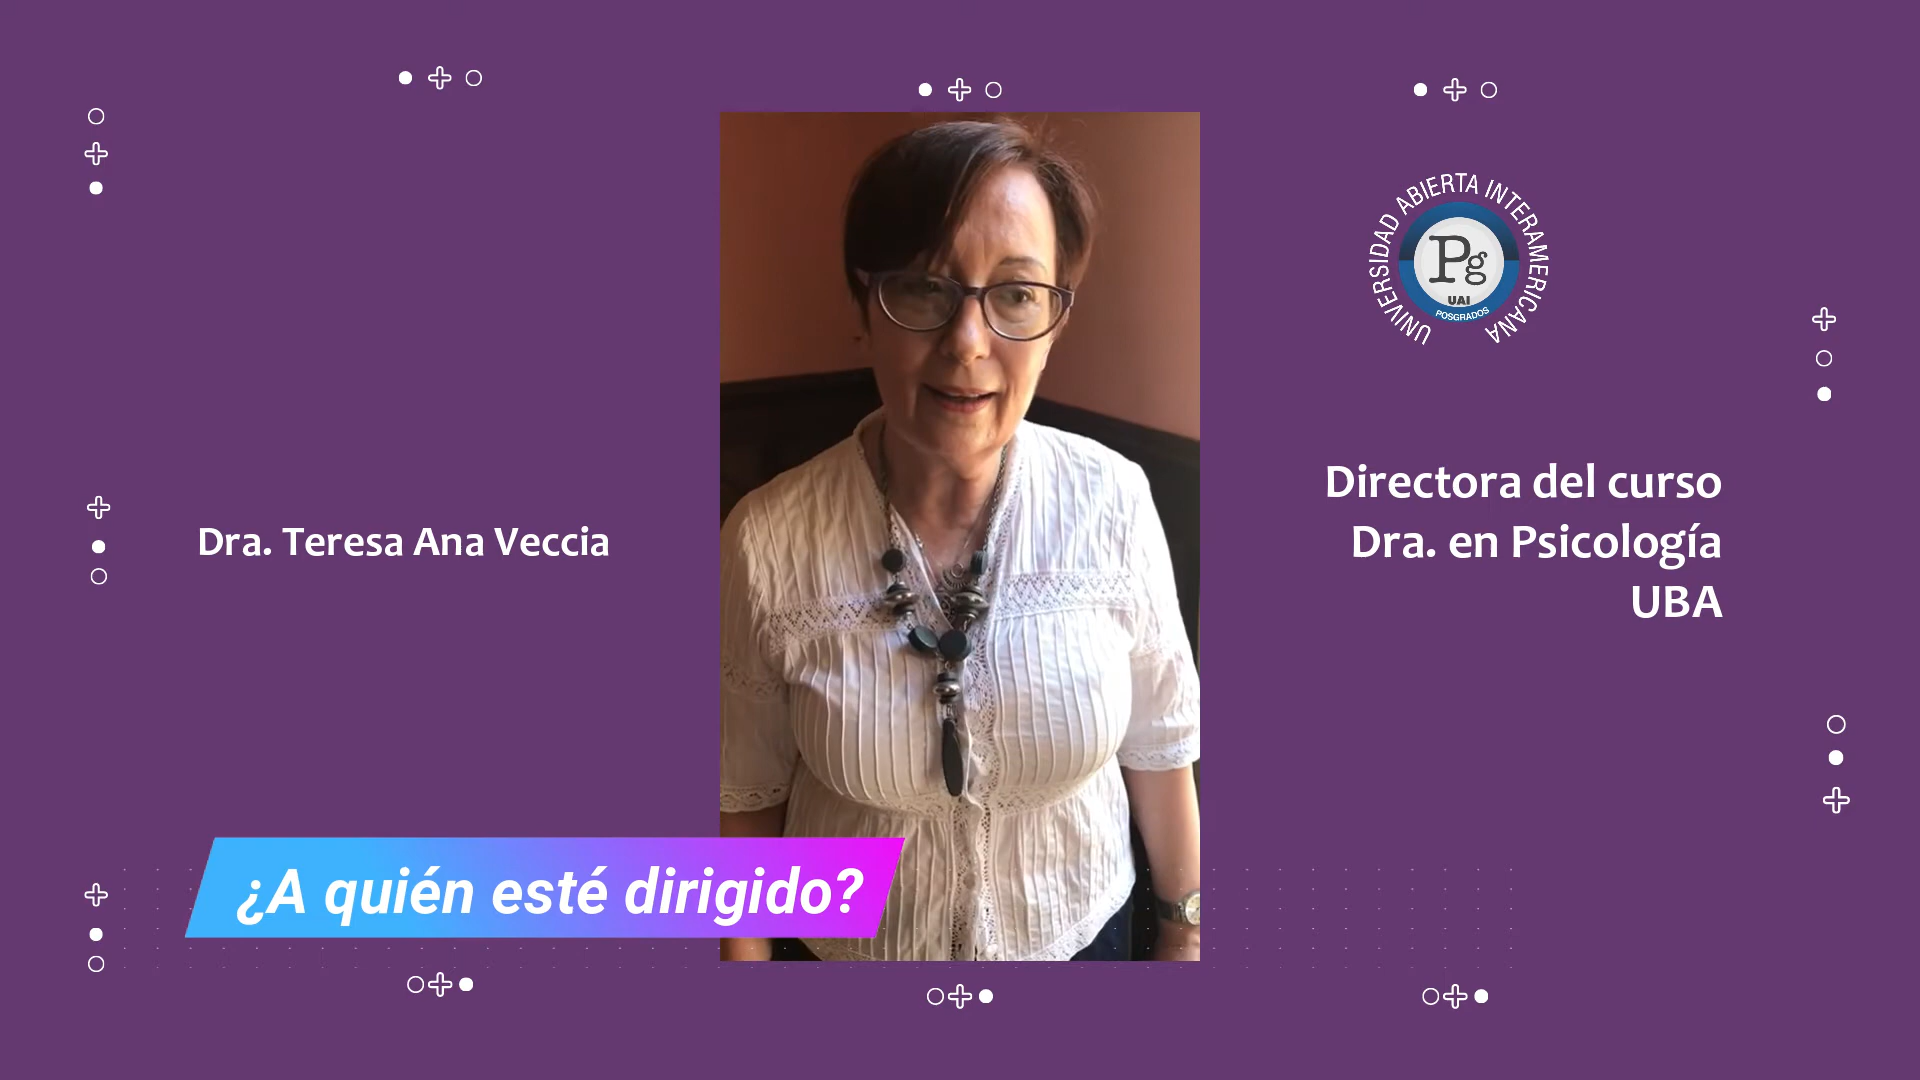 UNIVERSIDAD ABIERTA INTERAMERICANA
Pg
UAI
POSGRADOS
Dra. Teresa Ana Veccia
Directora del curso
Dra. en Psicología
UBA
¿A quién esté dirigido?